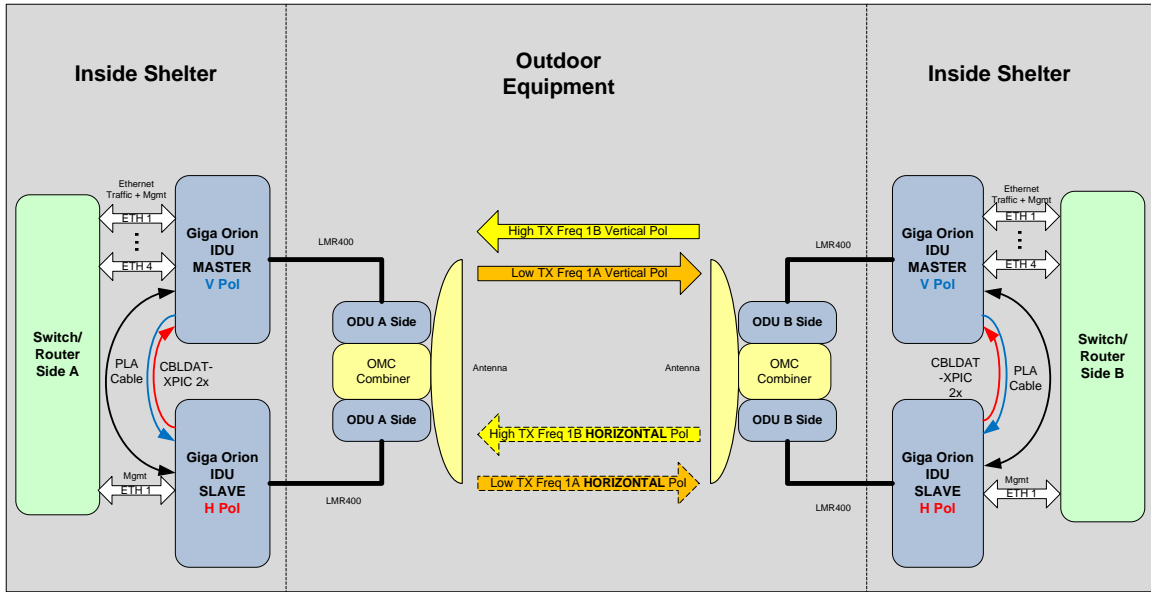 Inside Shelter
Outdoor
Equipment
Inside Shelter
Ethernet
Traffic + Mgmt
ETH 1
...
ETH 4
Giga Orion
IDU
MASTER
V Pol
Switch/
Router
Side A
PLA
Cable
CBLDAT-
XPIC 2x
Mgmt
ETH 1
Giga Orion
IDU
SLAVE
H Pol
LMR400
LMR400
ODU A Side
OMC
Combiner
ODU A Side
Antenna
High TX Freq 1B Vertical Pol
Low TX Freq 1A Vertical Pol
High TX Freq 1B HORIZONTAL Pol
Low TX Freq 1A HORIZONTAL Pol
Antenna
ODU B Side
OMC
Combiner
ODU B Side
LMR400
LMR400
Giga Orion
IDU
MASTER
V Pol
CBLDAT
-XPIC
2x
PLA
Cable
Giga Orion
IDU
SLAVE
H Pol
Ethernet
Traffic + Mgmt
ETH 1
...
ETH 4
Mgmt
ETH 1
Switch/
Router
Side B